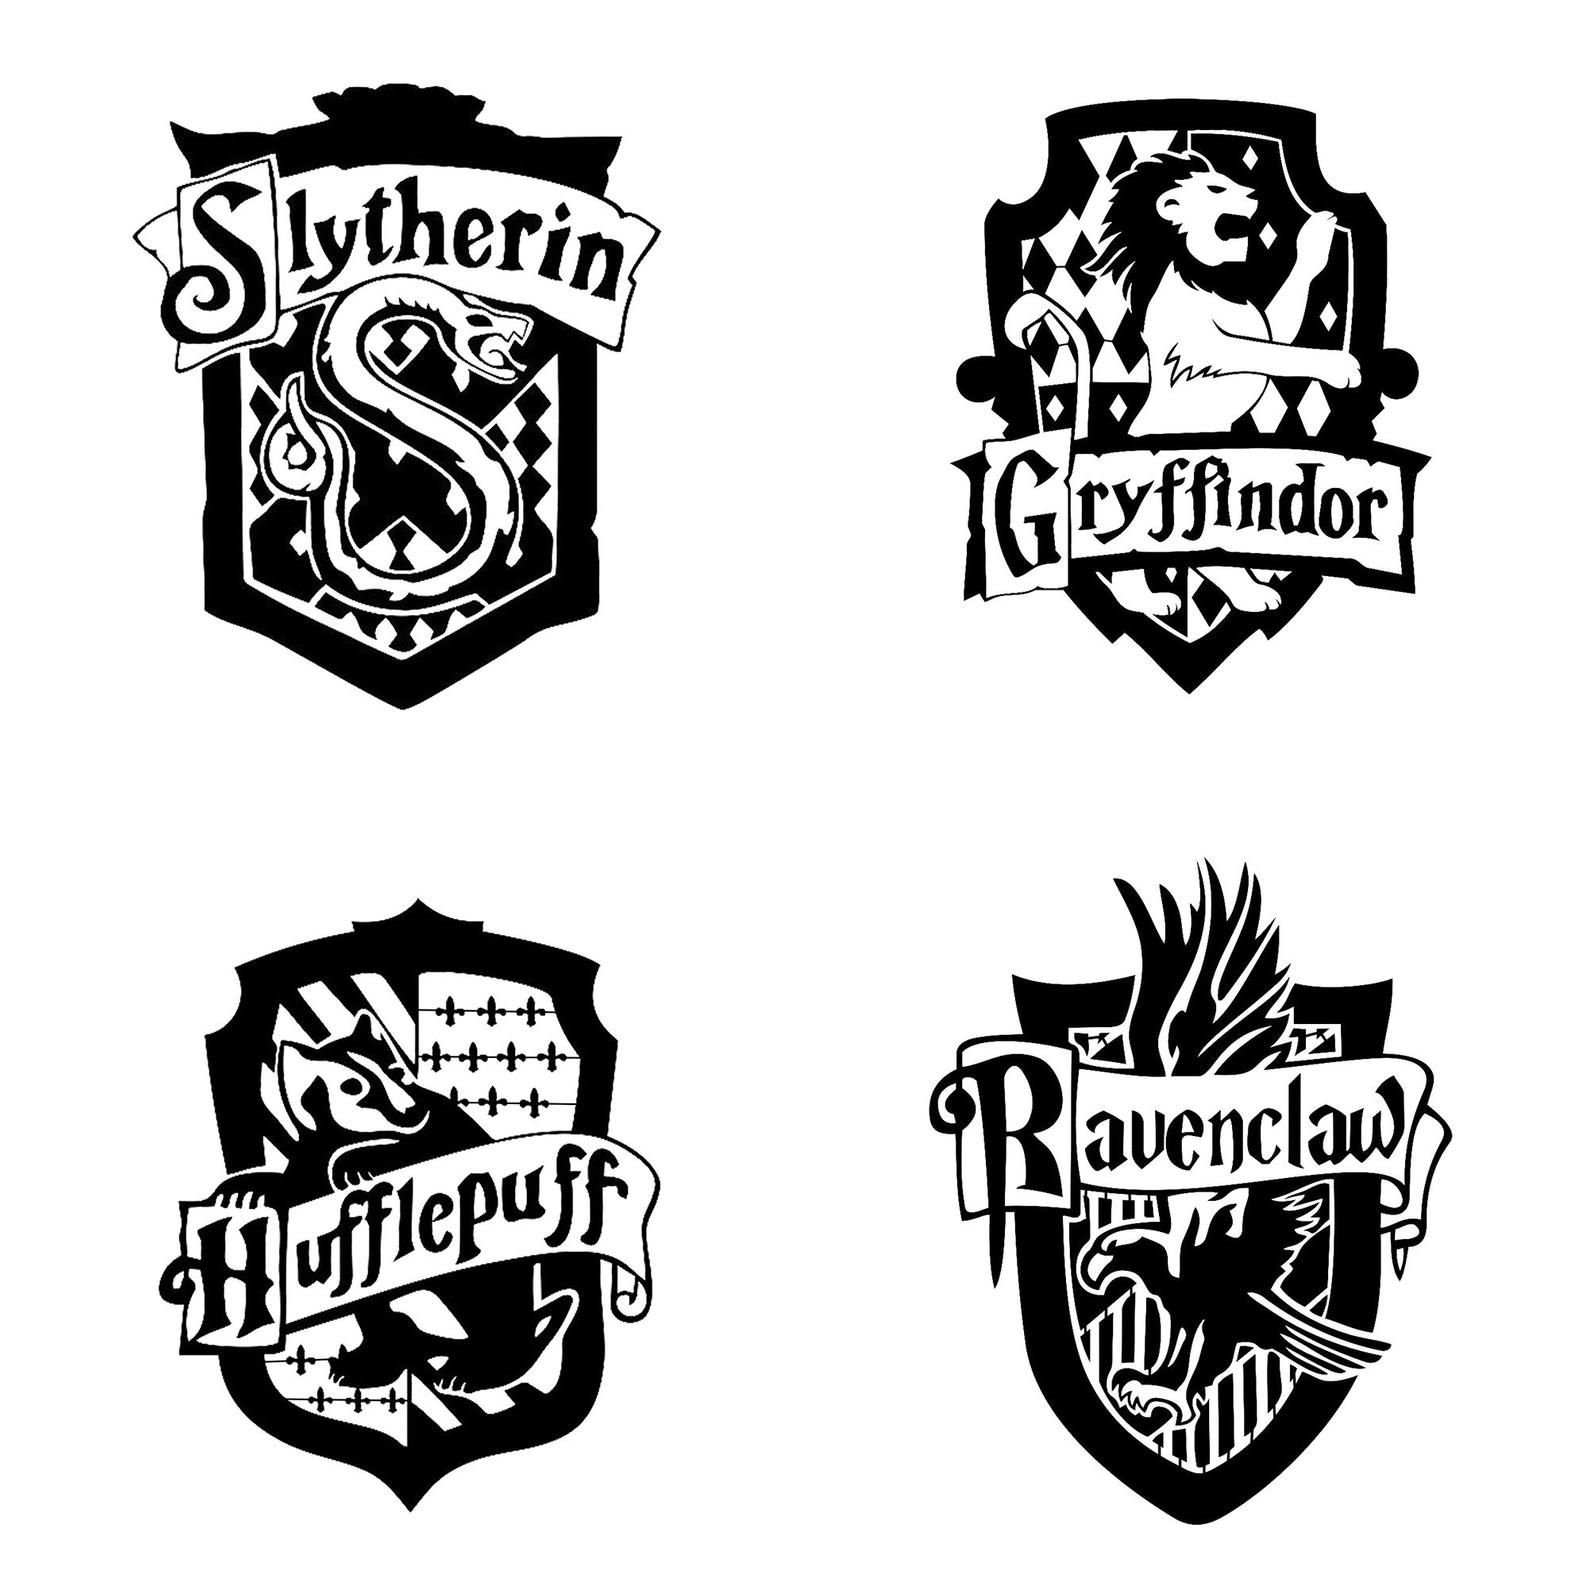 Slytherin
Gryffindor
Hufflepuff
Ravenclaw